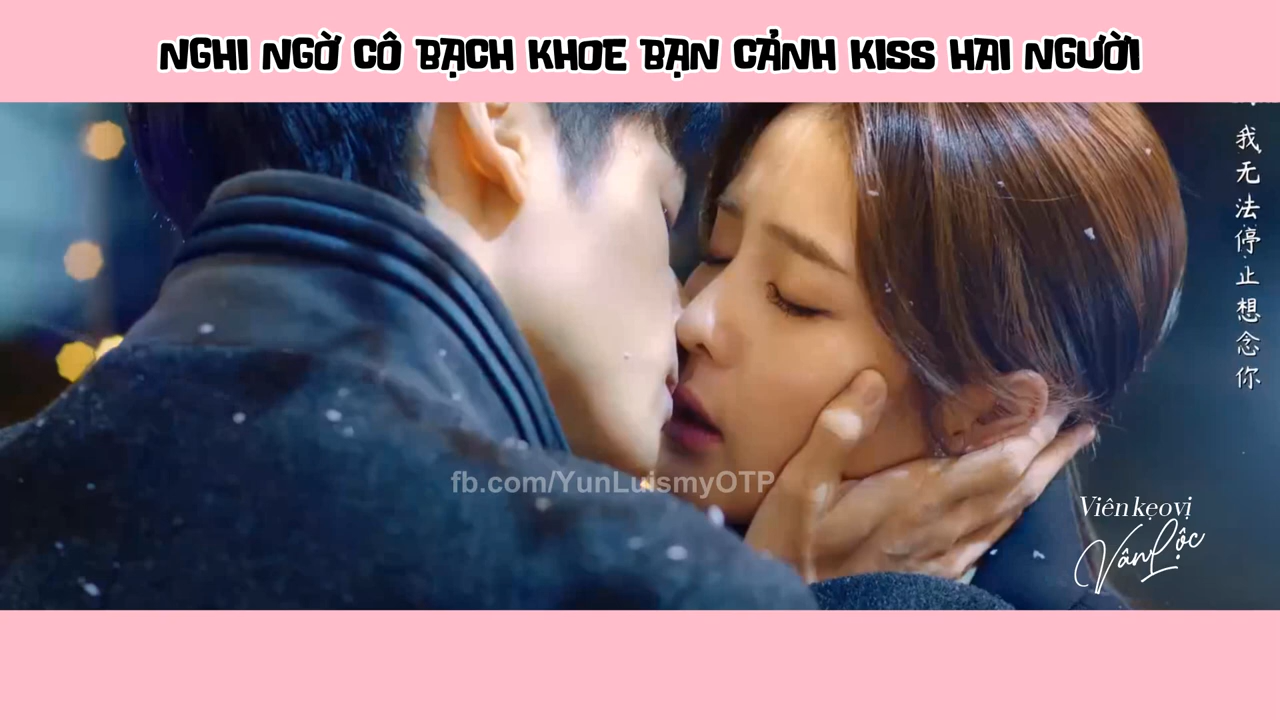 NGHI NGỜ CÔ BẠCH KHOE BẠN CẢNH KISS HAI NGƯỜI
我无法停止想念你
fb.com/YunLuismyOTP
Viên kẹo vị
Vân Lộc